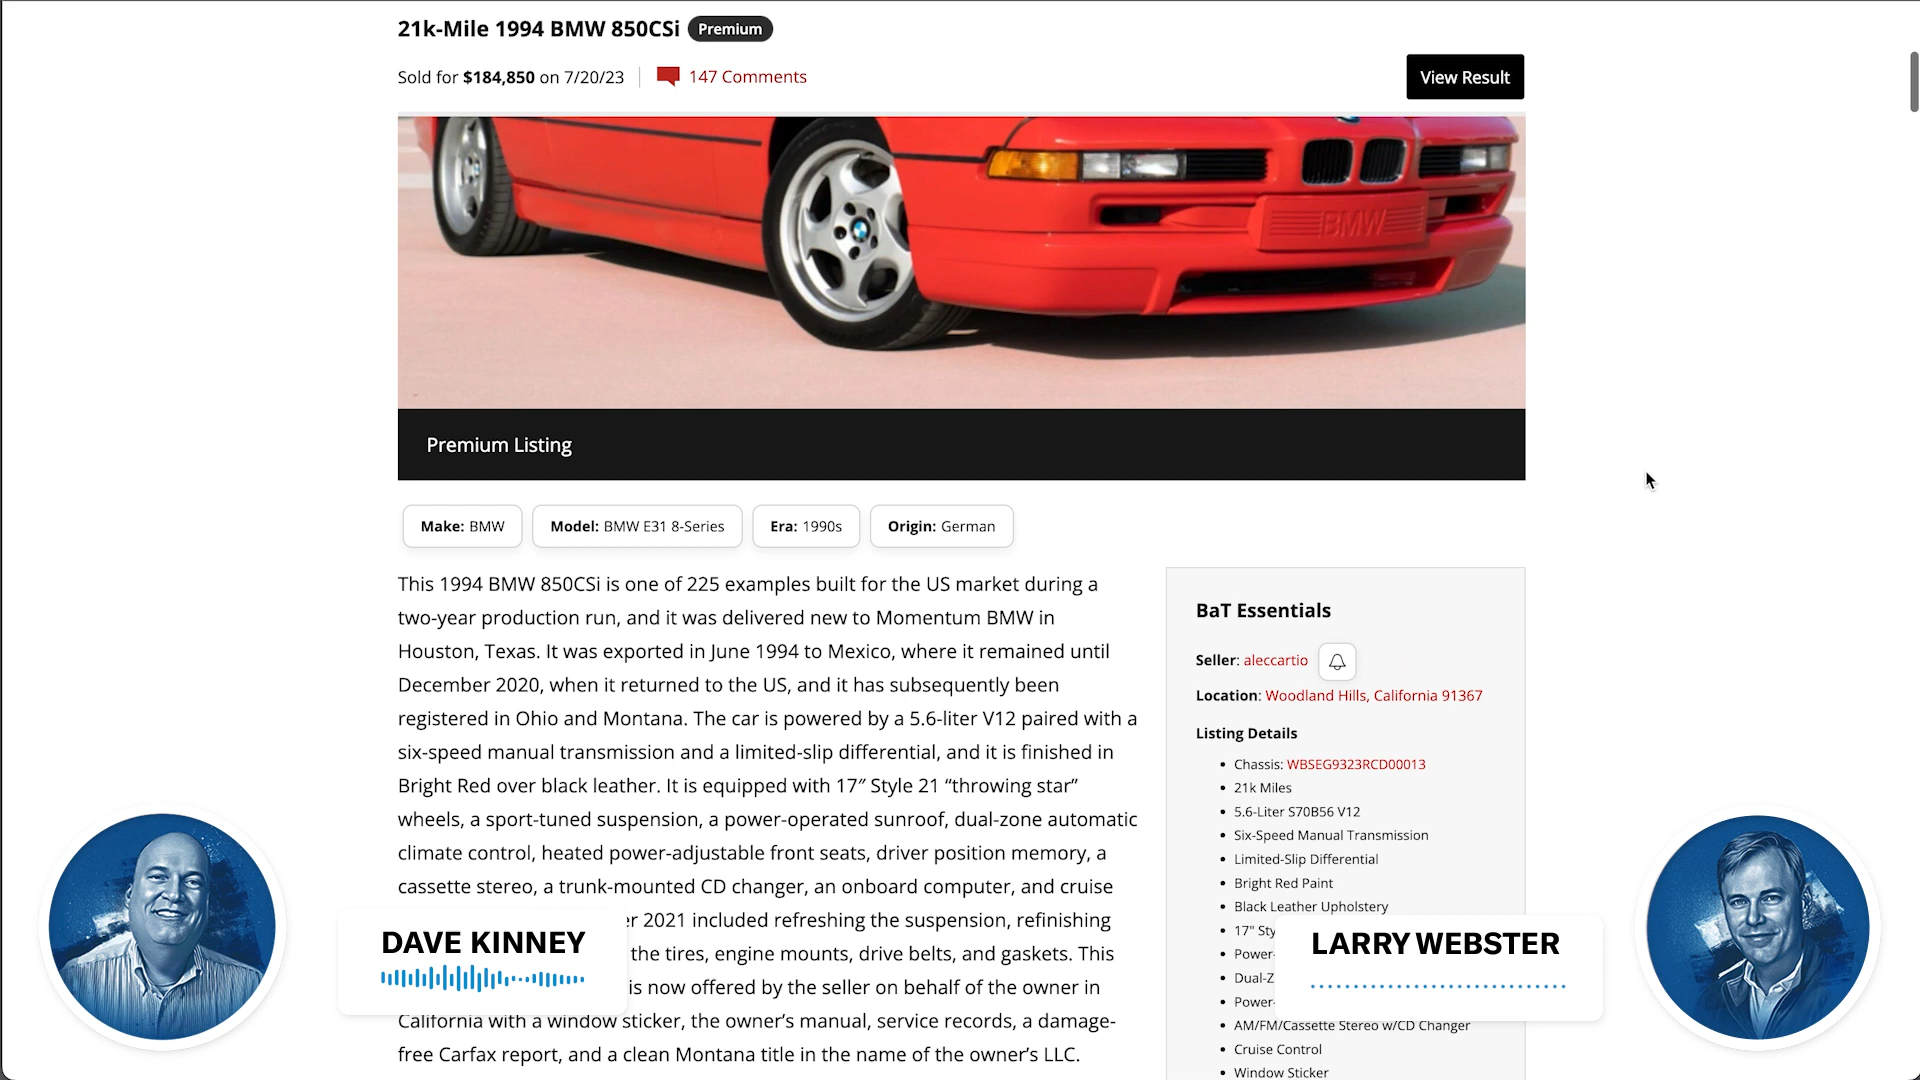 21k-Mile 1994 BMW 850CSi Premium
Sold for $184,850 on 7/20/23 147 Comments
View Result
BMW
Premium Listing
Make: BMW
Model: BMW E31 8-Series
Era: 1990s
Origin: German
This 1994 BMW 850CSi is one of 225 examples built for the US market during a
two-year production run, and it was delivered new to Momentum BMW in
Houston, Texas. It was exported in June 1994 to Mexico, where it remained until
December 2020, when it returned to the US, and it has subsequently been
registered in Ohio and Montana. The car is powered by a 5.6-liter V12 paired with a
six-speed manual transmission and a limited-slip differential, and it is finished in
Bright Red over black leather. It is equipped with 17″ Style 21 “throwing star”
wheels, a sport-tuned suspension, a power-operated sunroof, dual-zone automatic
climate control, heated power-adjustable front seats, driver position memory, a
cassette stereo, a trunk-mounted CD changer, an onboard computer, and cruise
er 2021 included refreshing the suspension, refinishing
the tires, engine mounts, drive belts, and gaskets. This
is now offered by the seller on behalf of the owner in
California with a window sticker, the owner’s manual, service records, a damage-
free Carfax report, and a clean Montana title in the name of the owner’s LLC.
BaT Essentials
Seller: aleccartio
Location: Woodland Hills, California 91367
Listing Details
• Chassis: WBSEG9323RCD00013
• 21k Miles
• 5.6-Liter S70B56 V12
• Six-Speed Manual Transmission
• Limited-Slip Differential
• Bright Red Paint
• Black Leather Upholstery
• 17" Sty
• Power-
• Dual-Z
• Power-
• AM/FM/Cassette Stereo w/CD Changer
• Cruise Control
• Window Sticker
DAVE KINNEY
LARRY WEBSTER